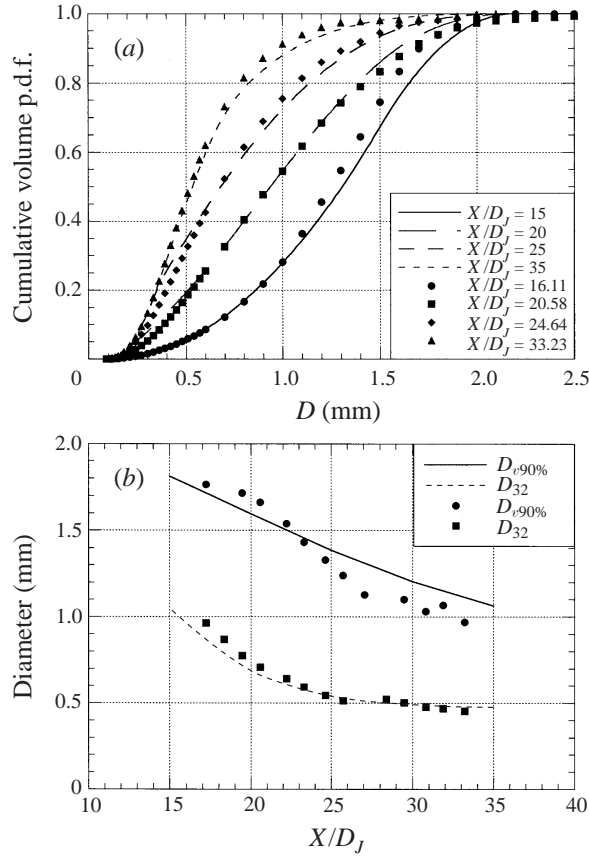 (a)
Cumulative volume p.d.f.
1.0
0.8
0.6
0.4
0.2
0
0.5
1.0
1.5
2.0
2.5
D (mm)
X/D_J = 15
X/D_J = 20
X/D_J = 25
X/D_J = 35
X/D_J = 16.11
X/D_J = 20.58
X/D_J = 24.64
X/D_J = 33.23
(b)
Diameter (mm)
2.0
1.5
1.0
0.5
0
10
15
20
25
30
35
40
X/D_J
D_v90%
D_32
D_v90%
D_32